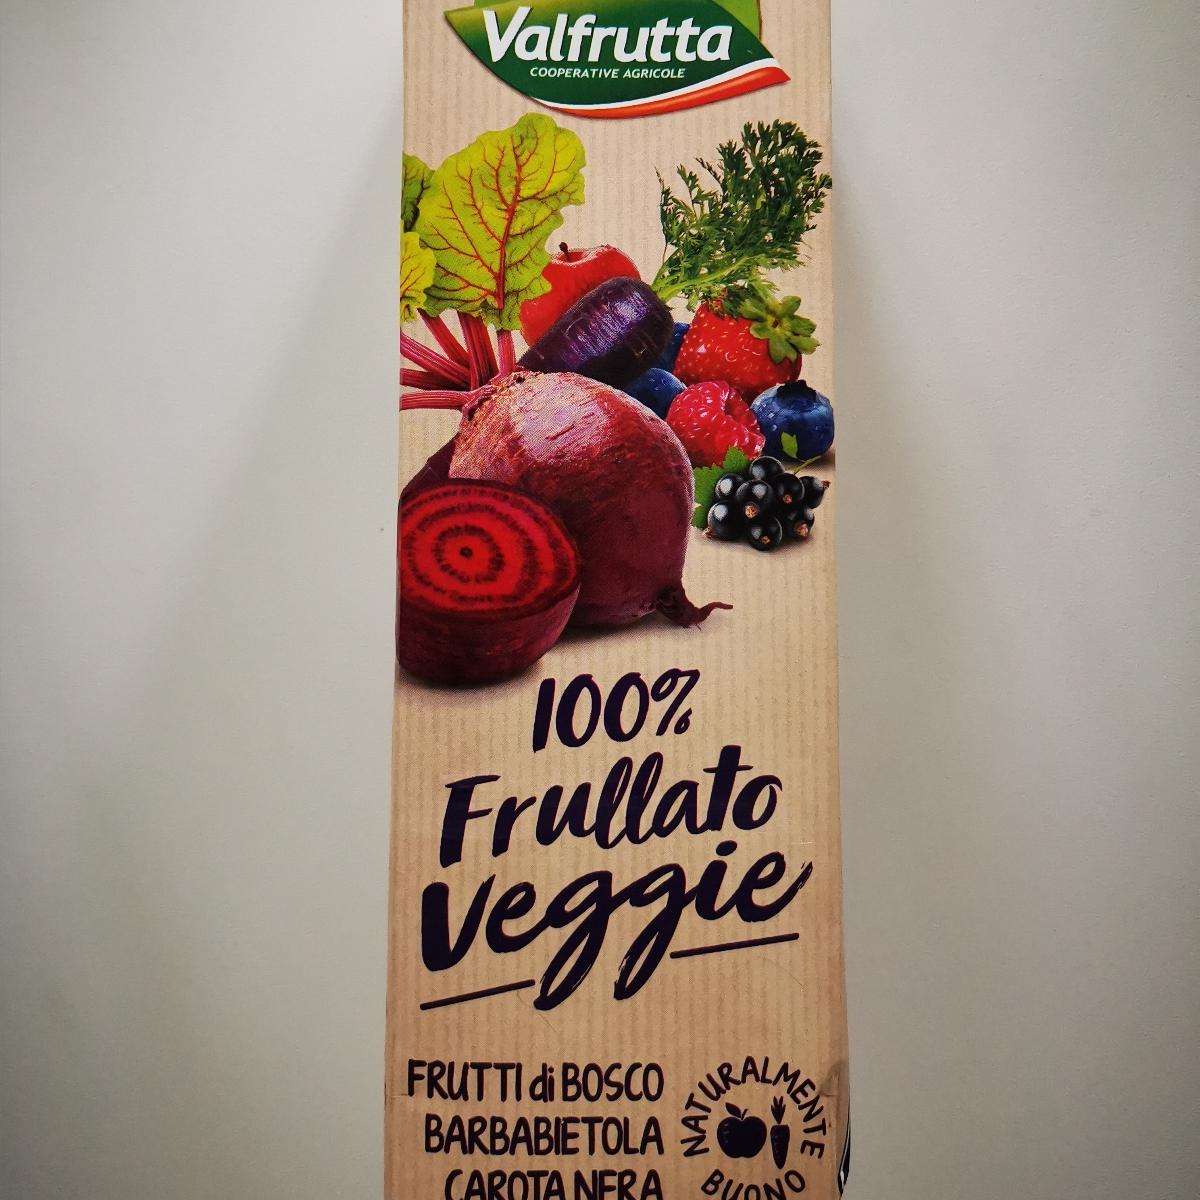 Valfrutta
COOPERATIVE AGRICOLE
100%
Frullato
Veggie
FRUTTI di BOSCO
BARBABIETOLA
CAROTA NERA
NATURALMENTE
BUONO